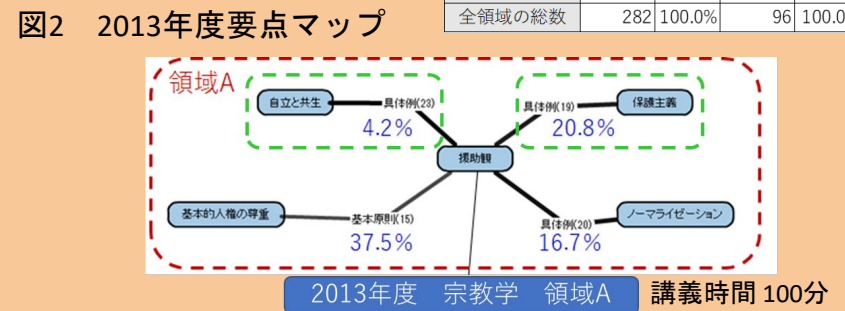 全領域の総数 282 100.0% 96 100.0
図2 2013年度要点マップ
領域A
自立と共生
具体例(23)
4.2%
具体例(19)
保護主義
20.8%
援助観
基本的人権の尊重
基本原則(15)
37.5%
具体例(20)
ノーマライゼーション
16.7%
2013年度 宗教学 領域A
講義時間 100分